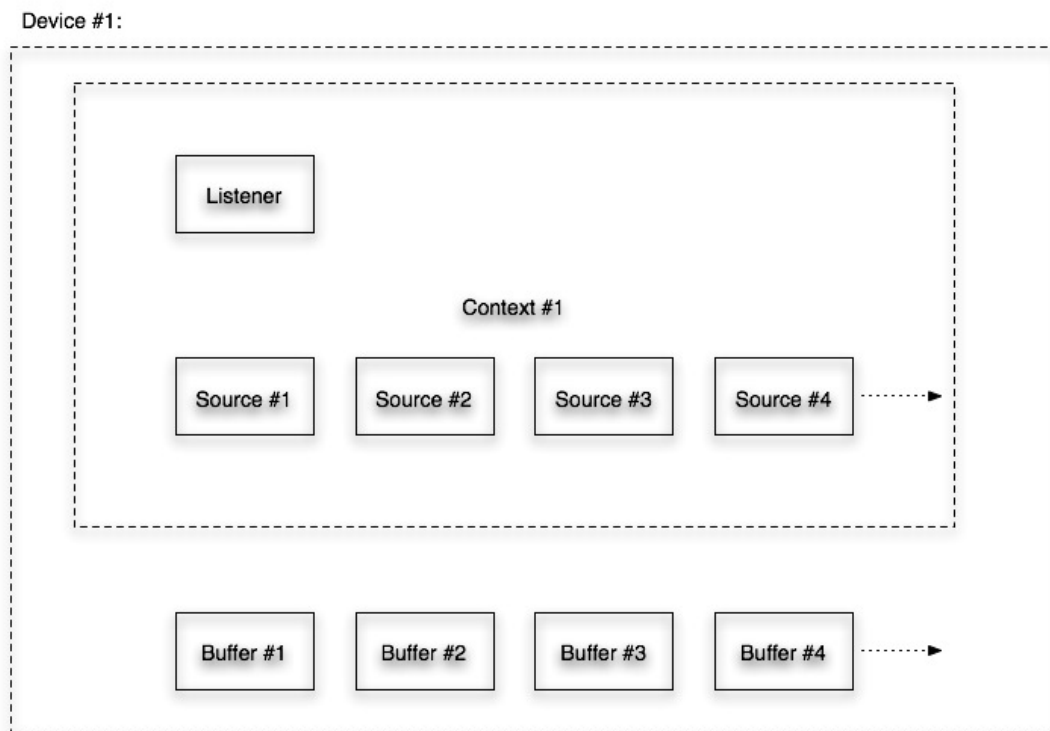 Device #1:
Listener
Context #1
Source #1
Source #2
Source #3
Source #4
Buffer #1
Buffer #2
Buffer #3
Buffer #4